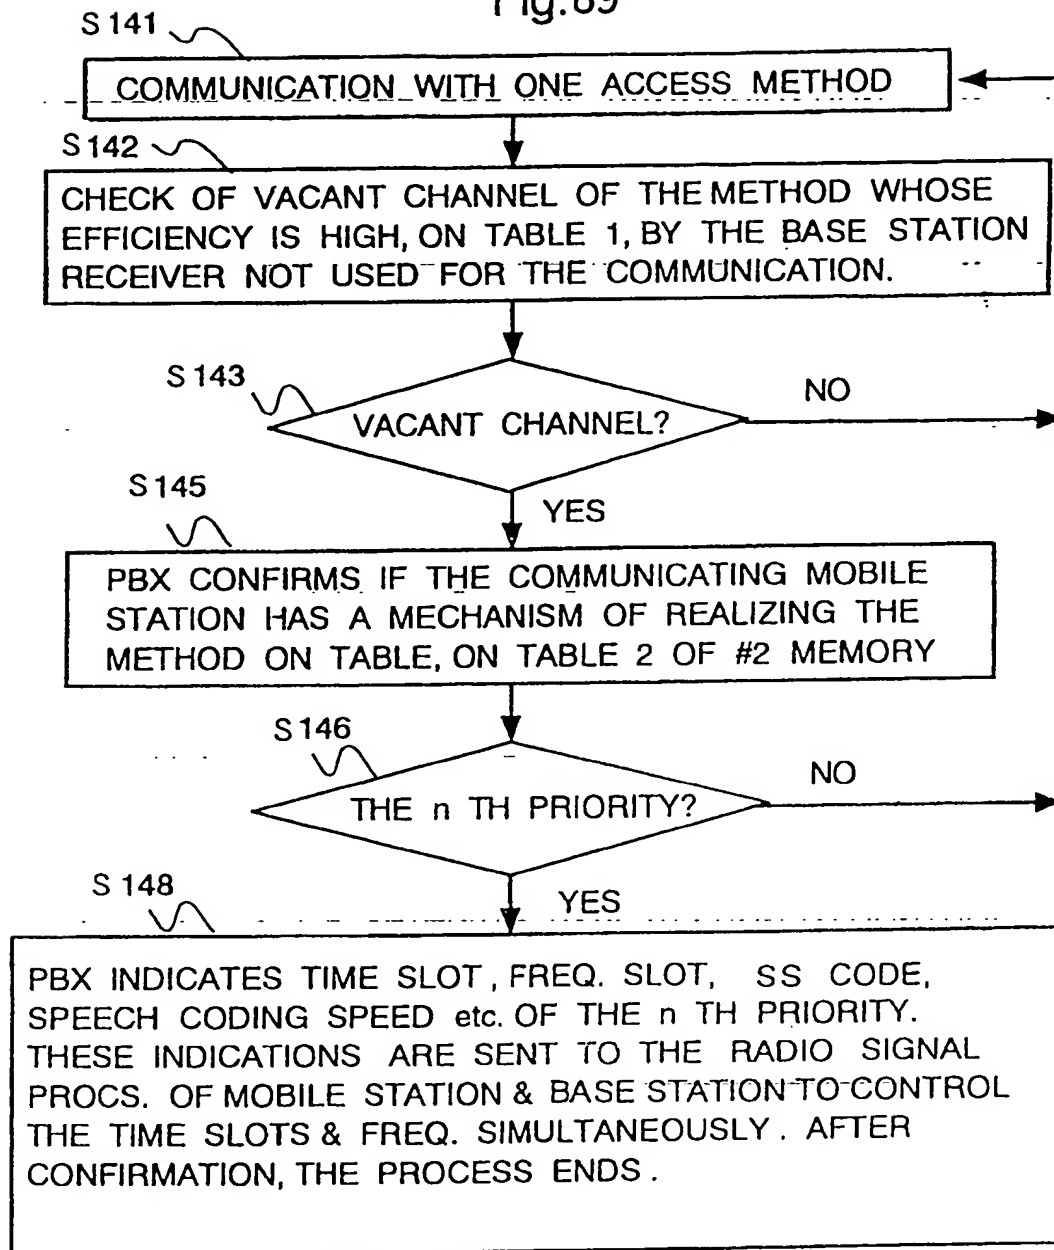 Fig.89
S141
COMMUNICATION WITH ONE ACCESS METHOD
S142
CHECK OF VACANT CHANNEL OF THE METHOD WHOSE
EFFICIENCY IS HIGH, ON TABLE 1, BY THE BASE STATION
RECEIVER NOT USED FOR THE COMMUNICATION.
S143
VACANT CHANNEL?
NO
YES
S145
PBX CONFIRMS IF THE COMMUNICATING MOBILE
STATION HAS A MECHANISM OF REALIZING THE
METHOD ON TABLE, ON TABLE 2 OF #2 MEMORY
S146
THE n TH PRIORITY?
NO
YES
S148
PBX INDICATES TIME SLOT, FREQ. SLOT, SS CODE,
SPEECH CODING SPEED etc. OF THE n TH PRIORITY.
THESE INDICATIONS ARE SENT TO THE RADIO SIGNAL
PROCS. OF MOBILE STATION & BASE STATION TO CONTROL
THE TIME SLOTS & FREQ. SIMULTANEOUSLY. AFTER
CONFIRMATION, THE PROCESS ENDS.